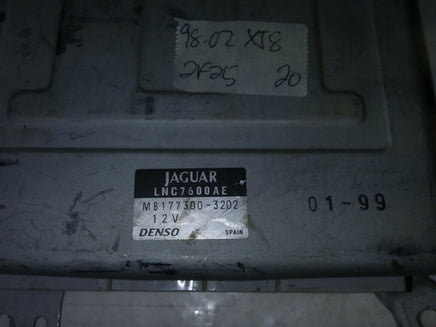 98.02 XJ8
2F25 20
JAGUAR
LNC7600AE
MB177300-3202
12V
DENSO SPAIN
01-99